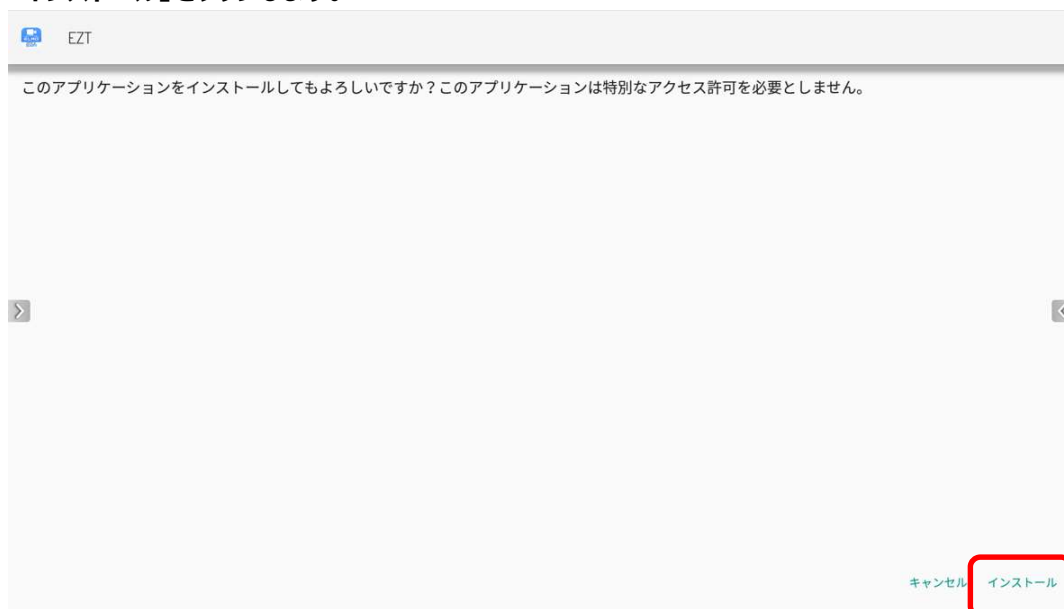 EZT
このアプリケーションをインストールしてもよろしいですか？このアプリケーションは特別なアクセス許可を必要としません。
キャンセル
インストール